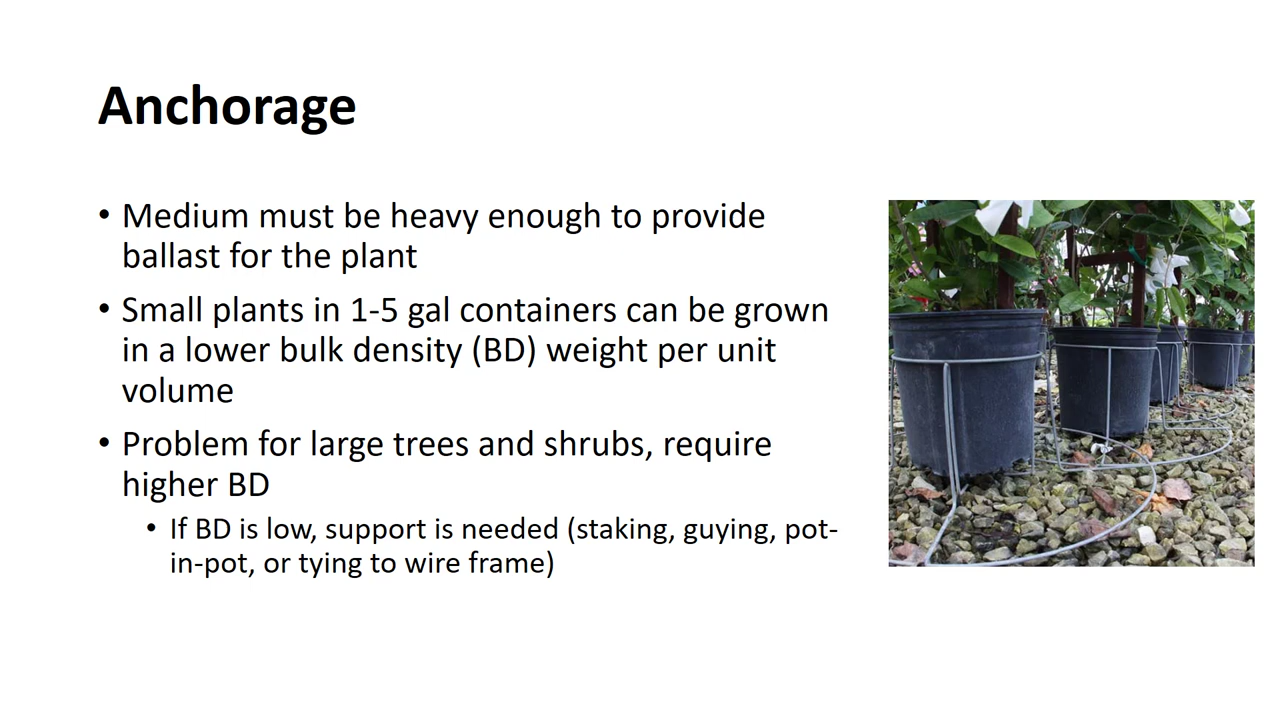 Anchorage
• Medium must be heavy enough to provide
ballast for the plant
• Small plants in 1-5 gal containers can be grown
in a lower bulk density (BD) weight per unit
volume
• Problem for large trees and shrubs, require
higher BD
• If BD is low, support is needed (staking, guying, pot-
in-pot, or tying to wire frame)